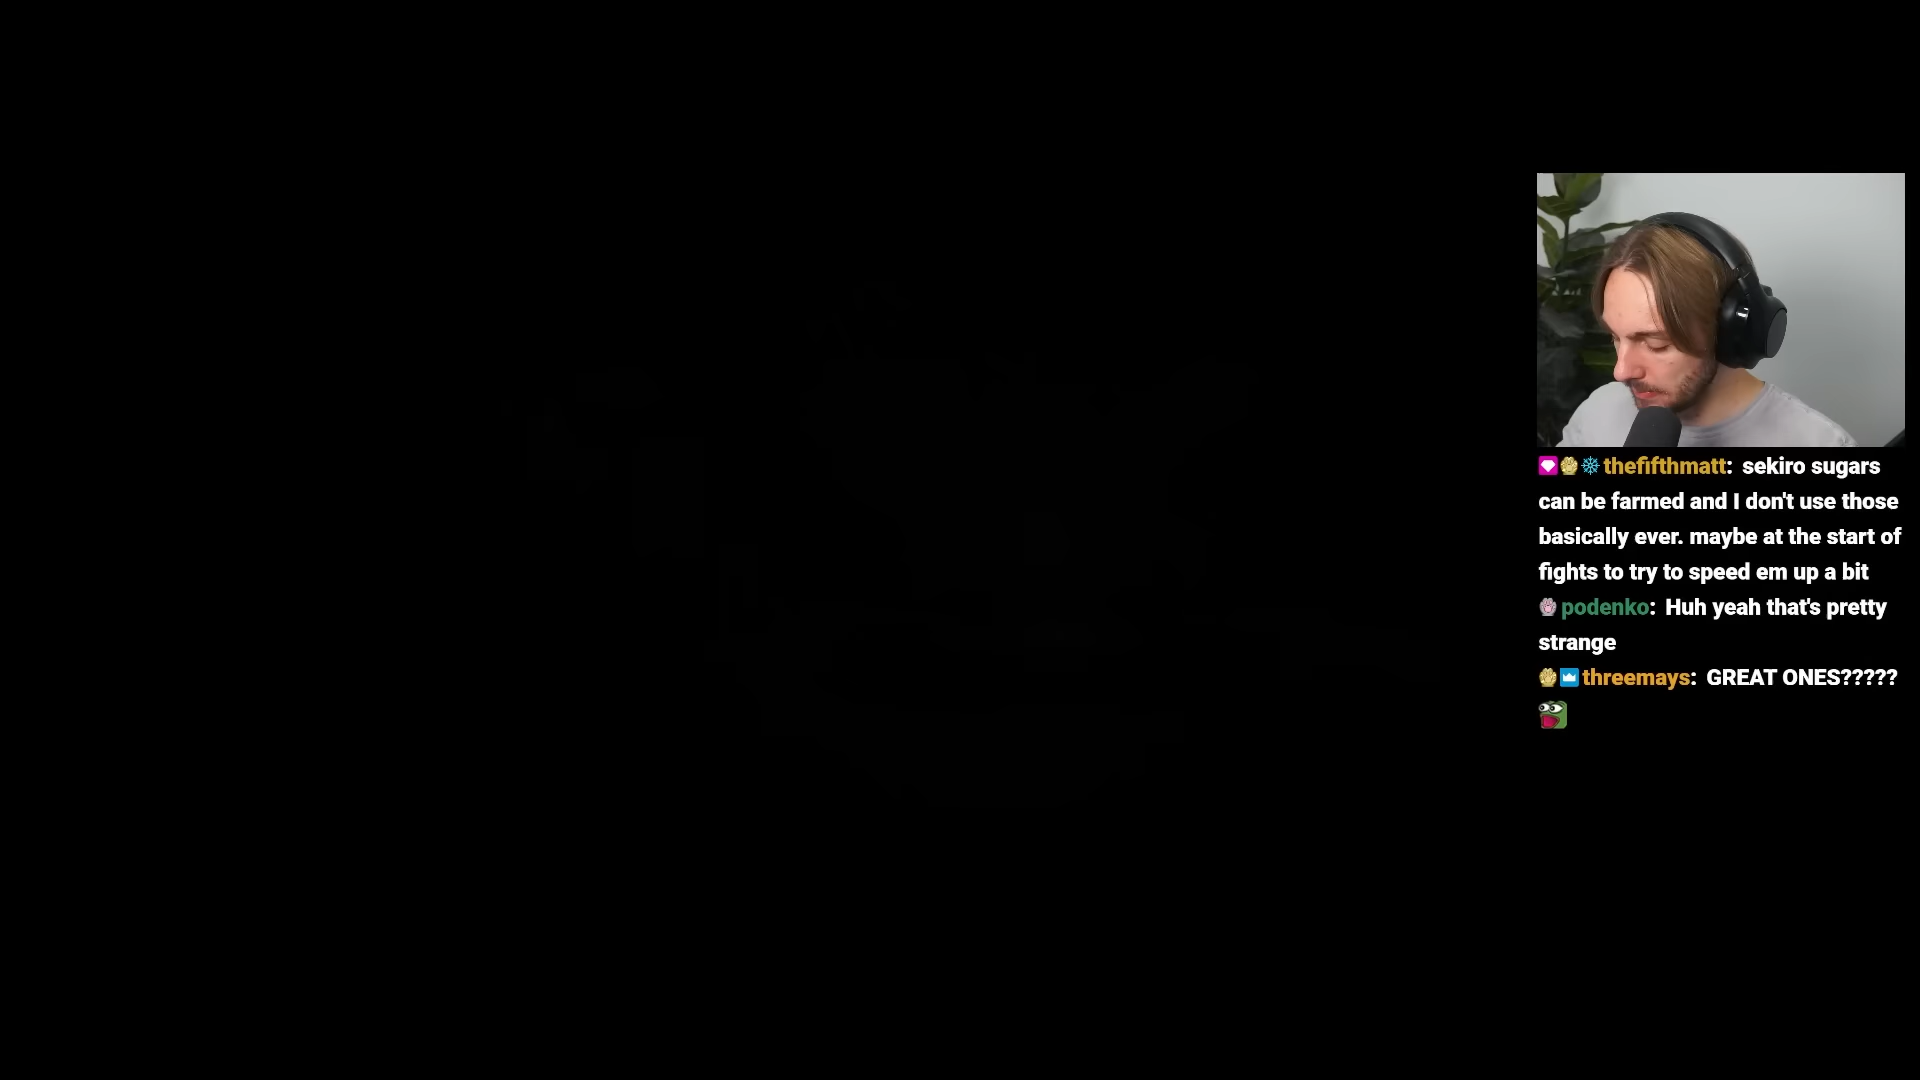 thefifthmatt: sekiro sugars
can be farmed and I don't use those
basically ever. maybe at the start of
fights to try to speed em up a bit
podenko: Huh yeah that's pretty
strange
threemays: GREAT ONES?????